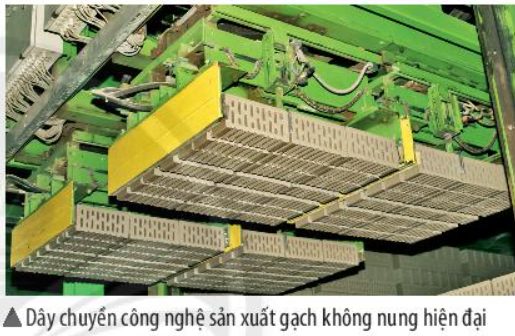 ▲ Dây chuyền công nghệ sản xuất gạch không nung hiện đại